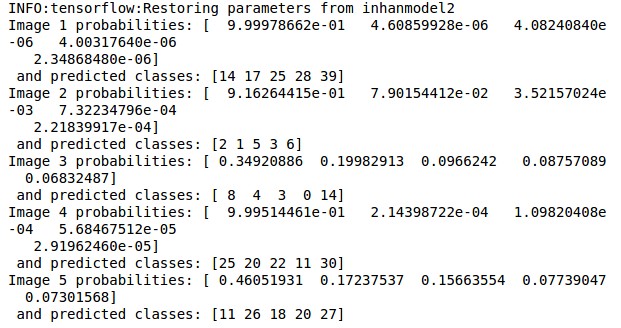 INFO:tensorflow:Restoring parameters from inhanmodel2
Image 1 probabilities: [  9.99978662e-01   4.60859928e-06   4.08240840e
-06   4.00317640e-06
   2.34868480e-06]
 and predicted classes: [14 17 25 28 39]
Image 2 probabilities: [  9.16264415e-01   7.90154412e-02   3.52157024e
-03   7.32234796e-04
   2.21839917e-04]
 and predicted classes: [2 1 5 3 6]
Image 3 probabilities: [ 0.34920886  0.19982913  0.0966242   0.08757089
  0.06832487]
 and predicted classes: [ 8  4  3  0 14]
Image 4 probabilities: [  9.99514461e-01   2.14398722e-04   1.09820408e
-04   5.68467512e-05
   2.91962460e-05]
 and predicted classes: [25 20 22 11 30]
Image 5 probabilities: [ 0.46051931  0.17237537  0.15663554  0.07739047
  0.07301568]
 and predicted classes: [11 26 18 20 27]